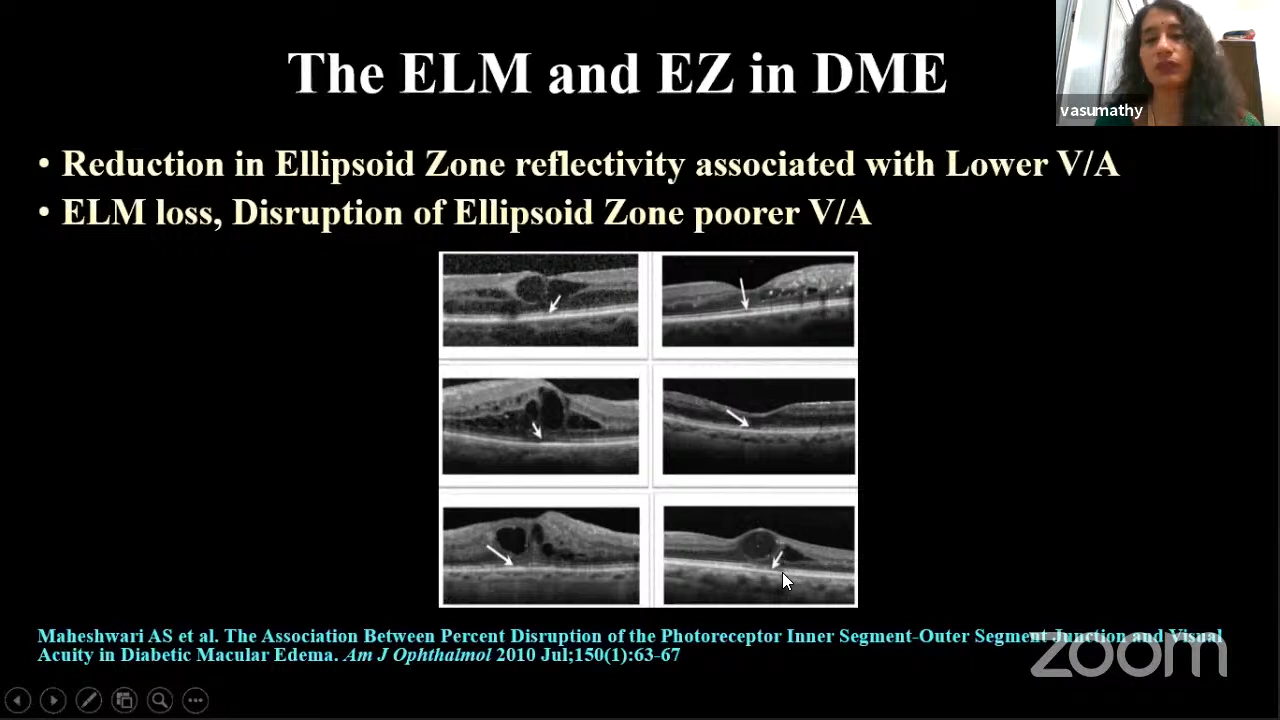 The ELM and EZ in DME
vasumathy
• Reduction in Ellipsoid Zone reflectivity associated with Lower V/A
• ELM loss, Disruption of Ellipsoid Zone poorer V/A
Maheshwari AS et al. The Association Between Percent Disruption of the Photoreceptor Inner Segment-Outer Segment Junction and Visual
Acuity in Diabetic Macular Edema. Am J Ophthalmol 2010 Jul;150(1):63-67
zoom